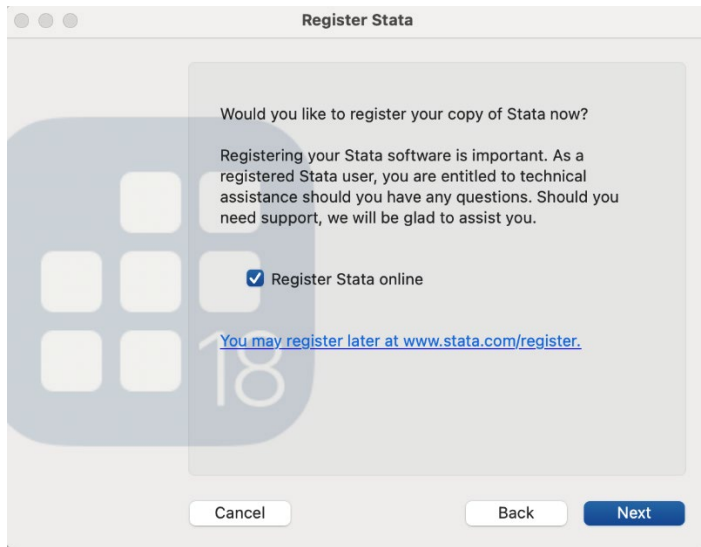 Register Stata
Would you like to register your copy of Stata now?
Registering your Stata software is important. As a
registered Stata user, you are entitled to technical
assistance should you have any questions. Should you
need support, we will be glad to assist you.
Register Stata online
You may register later at www.stata.com/register.
18
Cancel
Back
Next